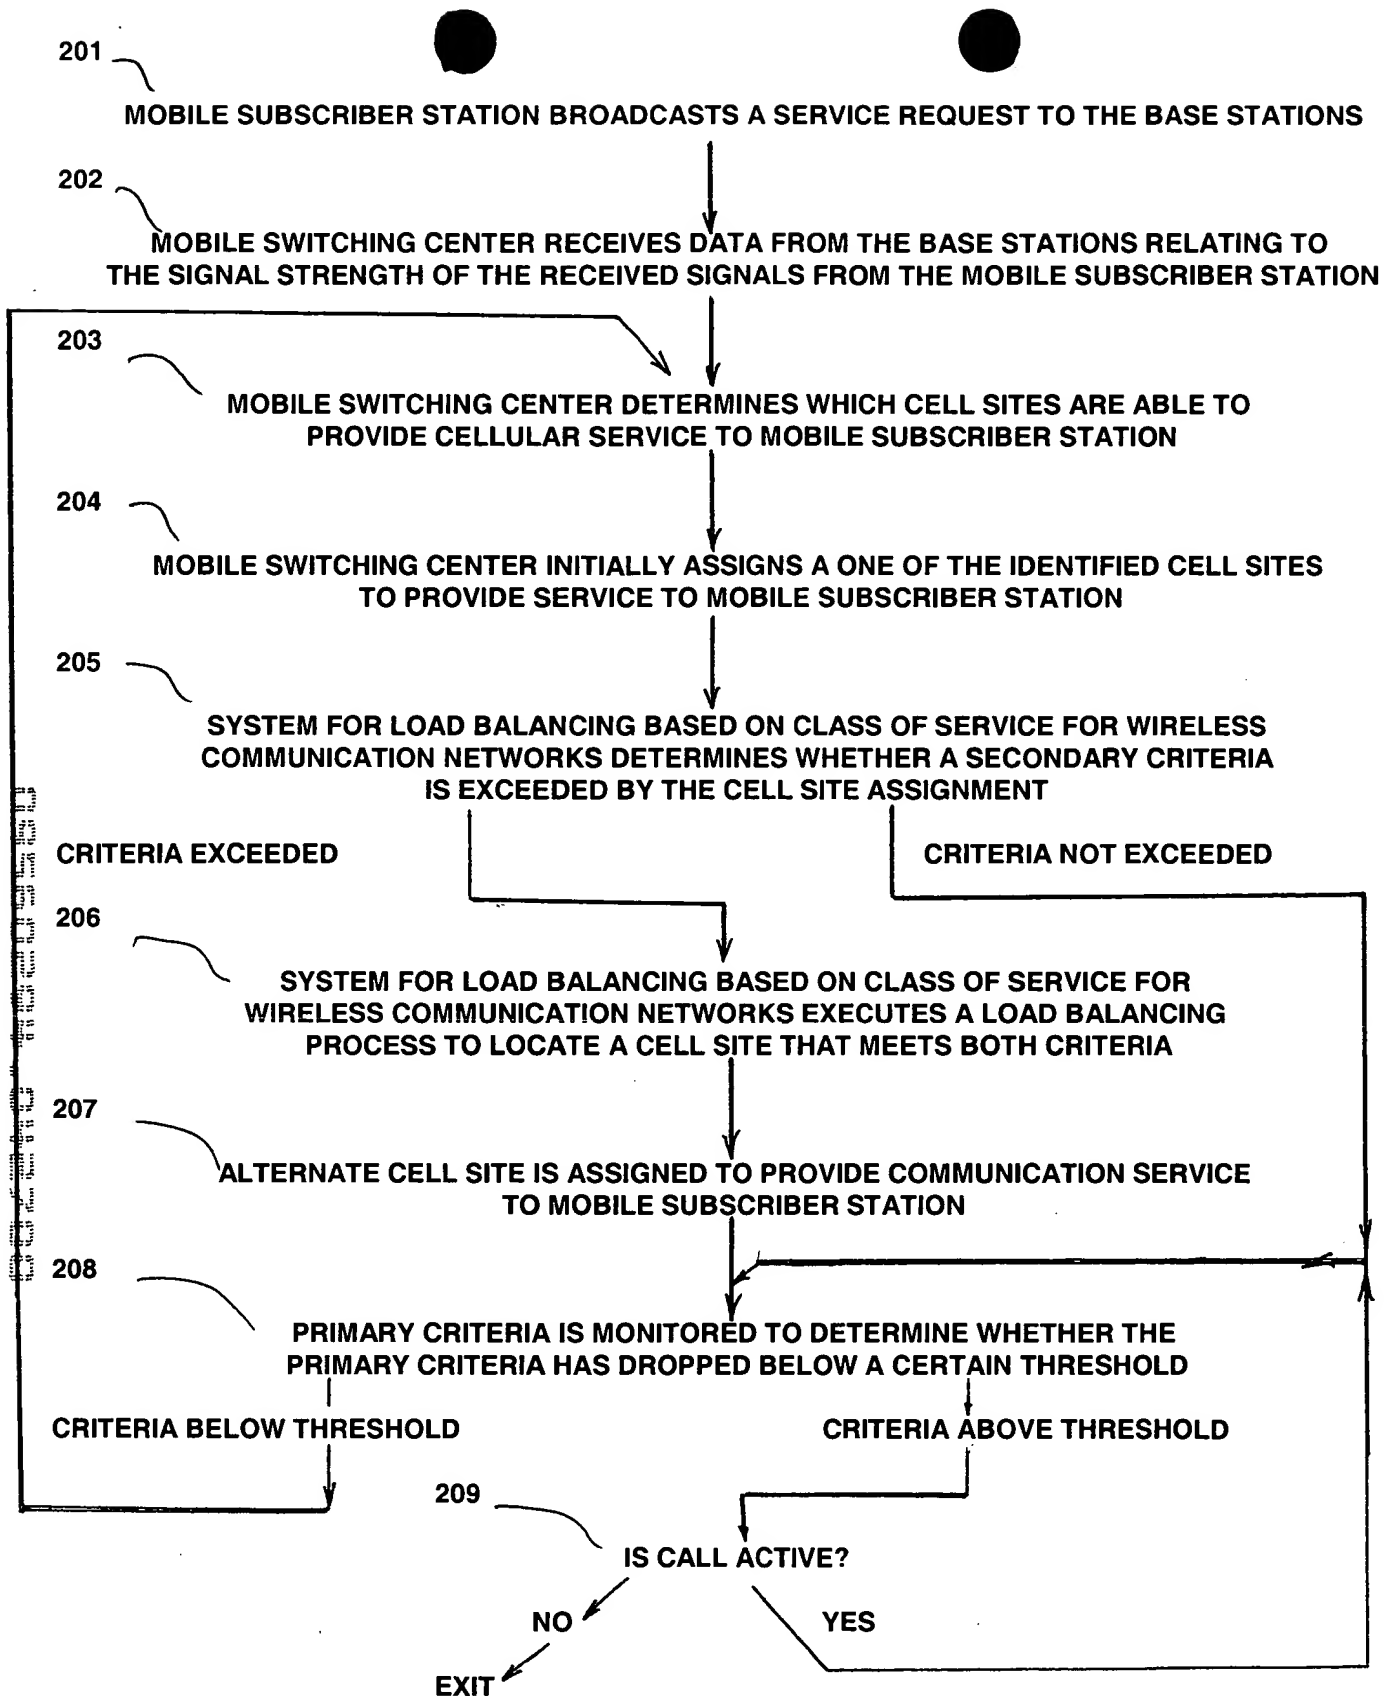 201
MOBILE SUBSCRIBER STATION BROADCASTS A SERVICE REQUEST TO THE BASE STATIONS
202
MOBILE SWITCHING CENTER RECEIVES DATA FROM THE BASE STATIONS RELATING TO
THE SIGNAL STRENGTH OF THE RECEIVED SIGNALS FROM THE MOBILE SUBSCRIBER STATION
203
MOBILE SWITCHING CENTER DETERMINES WHICH CELL SITES ARE ABLE TO
PROVIDE CELLULAR SERVICE TO MOBILE SUBSCRIBER STATION
204
MOBILE SWITCHING CENTER INITIALLY ASSIGNS A ONE OF THE IDENTIFIED CELL SITES
TO PROVIDE SERVICE TO MOBILE SUBSCRIBER STATION
205
SYSTEM FOR LOAD BALANCING BASED ON CLASS OF SERVICE FOR WIRELESS
COMMUNICATION NETWORKS DETERMINES WHETHER A SECONDARY CRITERIA
IS EXCEEDED BY THE CELL SITE ASSIGNMENT
CRITERIA EXCEEDED
CRITERIA NOT EXCEEDED
206
SYSTEM FOR LOAD BALANCING BASED ON CLASS OF SERVICE FOR
WIRELESS COMMUNICATION NETWORKS EXECUTES A LOAD BALANCING
PROCESS TO LOCATE A CELL SITE THAT MEETS BOTH CRITERIA
207
ALTERNATE CELL SITE IS ASSIGNED TO PROVIDE COMMUNICATION SERVICE
TO MOBILE SUBSCRIBER STATION
208
PRIMARY CRITERIA IS MONITORED TO DETERMINE WHETHER THE
PRIMARY CRITERIA HAS DROPPED BELOW A CERTAIN THRESHOLD
CRITERIA BELOW THRESHOLD
CRITERIA ABOVE THRESHOLD
209
IS CALL ACTIVE?
NO
YES
EXIT